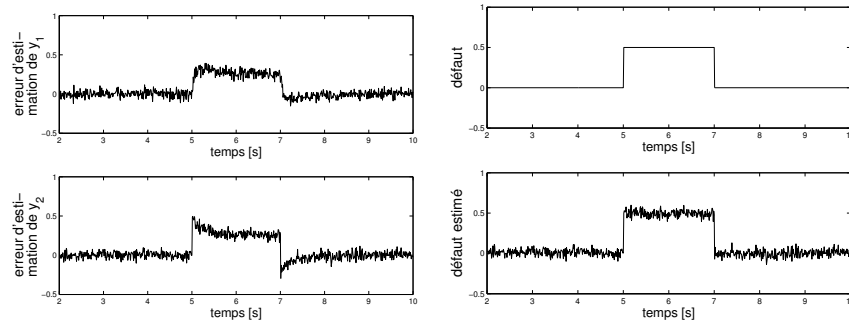 erreur d'esti-
mation de y1
1
0.5
0
−0.5
2 3 4 5 6 7 8 9 10
temps [s]
défaut
1
0.5
0
−0.5
2 3 4 5 6 7 8 9 10
temps [s]
erreur d'esti-
mation de y2
1
0.5
0
−0.5
2 3 4 5 6 7 8 9 10
temps [s]
défaut estimé
1
0.5
0
−0.5
2 3 4 5 6 7 8 9
temps [s]